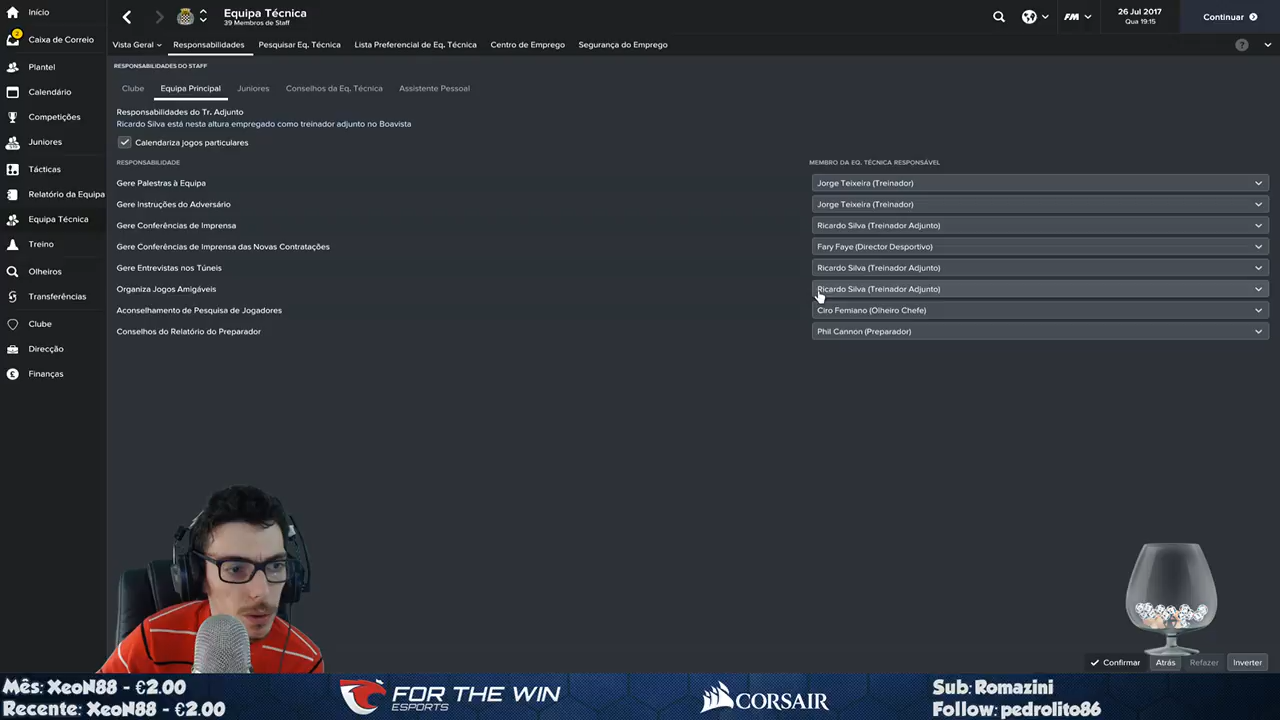 Início
Equipa Técnica
39 Membros de Staff
FM
26 Jul 2017
Qua 19:15
Continuar
2
Caixa de Correio
Vista Geral
Responsabilidades
Pesquisar Eq. Técnica
Lista Preferencial de Eq. Técnica
Centro de Emprego
Segurança do Emprego
?
Plantel
Calendário
Competições
Juniores
Tácticas
Relatório da Equipa
Equipa Técnica
Treino
Olheiros
Transferências
Clube
Direcção
Finanças
RESPONSABILIDADES DO STAFF
Clube
Equipa Principal
Juniores
Conselhos da Eq. Técnica
Assistente Pessoal
Responsabilidades do Tr. Adjunto
Ricardo Silva está nesta altura empregado como treinador adjunto no Boavista
Calendariza jogos particulares
RESPONSABILIDADE
MEMBRO DA EQ. TÉCNICA RESPONSÁVEL
Gere Palestras à Equipa
Jorge Teixeira (Treinador)
Gere Instruções do Adversário
Jorge Teixeira (Treinador)
Gere Conferências de Imprensa
Ricardo Silva (Treinador Adjunto)
Gere Conferências de Imprensa das Novas Contratações
Fary Faye (Director Desportivo)
Gere Entrevistas nos Túneis
Ricardo Silva (Treinador Adjunto)
Organiza Jogos Amigáveis
Ricardo Silva (Treinador Adjunto)
Aconselhamento de Pesquisa de Jogadores
Ciro Femiano (Olheiro Chefe)
Conselhos do Relatório do Preparador
Phil Cannon (Preparador)
Confirmar
Atrás
Refazer
Inverter
Mês: XeoN88 - €2.00
Recente: XeoN88 - €2.00
FOR THE WIN
ESPORTS
CORSAIR
Sub: Romazini
Follow: pedrolito86